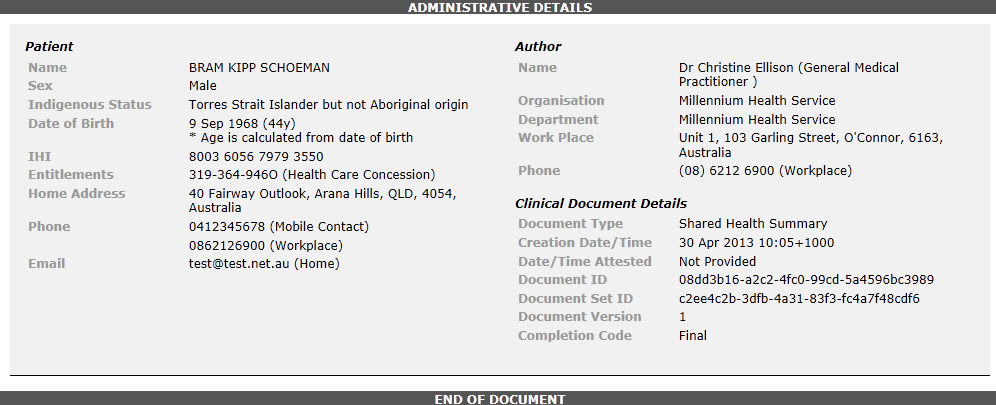 ADMINISTRATIVE DETAILS
Patient
Name BRAM KIPP SCHOEMAN
Sex Male
Indigenous Status Torres Strait Islander but not Aboriginal origin
Date of Birth 9 Sep 1968 (44y)
* Age is calculated from date of birth
IHI 8003 6056 7979 3550
Entitlements 319-364-946O (Health Care Concession)
Home Address 40 Fairway Outlook, Arana Hills, QLD, 4054,
Australia
Phone 0412345678 (Mobile Contact)
0862126900 (Workplace)
Email test@test.net.au (Home)
Author
Name Dr Christine Ellison (General Medical
Practitioner )
Organisation Millennium Health Service
Department Millennium Health Service
Work Place Unit 1, 103 Garling Street, O'Connor, 6163,
Australia
Phone (08) 6212 6900 (Workplace)
Clinical Document Details
Document Type Shared Health Summary
Creation Date/Time 30 Apr 2013 10:05+1000
Date/Time Attested Not Provided
Document ID 08dd3b16-a2c2-4fc0-99cd-5a4596bc3989
Document Set ID c2ee4c2b-3dfb-4a31-83f3-fc4a7f48cdf6
Document Version 1
Completion Code Final
END OF DOCUMENT